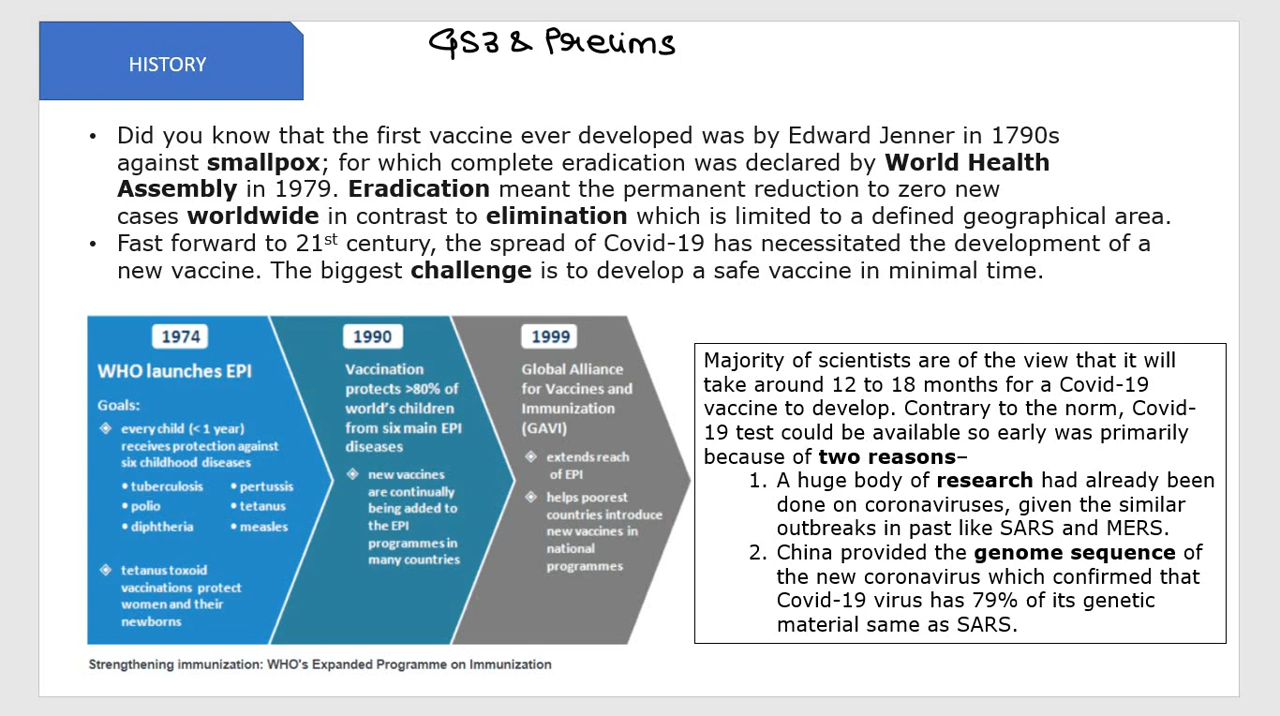 GS3 & Prelims
HISTORY
• Did you know that the first vaccine ever developed was by Edward Jenner in 1790s
against smallpox; for which complete eradication was declared by World Health
Assembly in 1979. Eradication meant the permanent reduction to zero new
cases worldwide in contrast to elimination which is limited to a defined geographical area.
• Fast forward to 21st century, the spread of Covid-19 has necessitated the development of a
new vaccine. The biggest challenge is to develop a safe vaccine in minimal time.
1974
WHO launches EPI
Goals:
every child (< 1 year)
receives protection against
six childhood diseases
• tuberculosis • pertussis
• polio • tetanus
• diphtheria • measles
tetanus toxoid
vaccinations protect
women and their
newborns
1990
Vaccination
protects >80% of
world's children
from six main EPI
diseases
new vaccines
are continually
being added to
the EPI
programmes in
many countries
1999
Global Alliance
for Vaccines and
Immunization
(GAVI)
extends reach
of EPI
helps poorest
countries introduce
new vaccines in
national
programmes
Strengthening immunization: WHO's Expanded Programme on Immunization
Majority of scientists are of the view that it will
take around 12 to 18 months for a Covid-19
vaccine to develop. Contrary to the norm, Covid-
19 test could be available so early was primarily
because of two reasons–
1. A huge body of research had already been
done on coronaviruses, given the similar
outbreaks in past like SARS and MERS.
2. China provided the genome sequence of
the new coronavirus which confirmed that
Covid-19 virus has 79% of its genetic
material same as SARS.